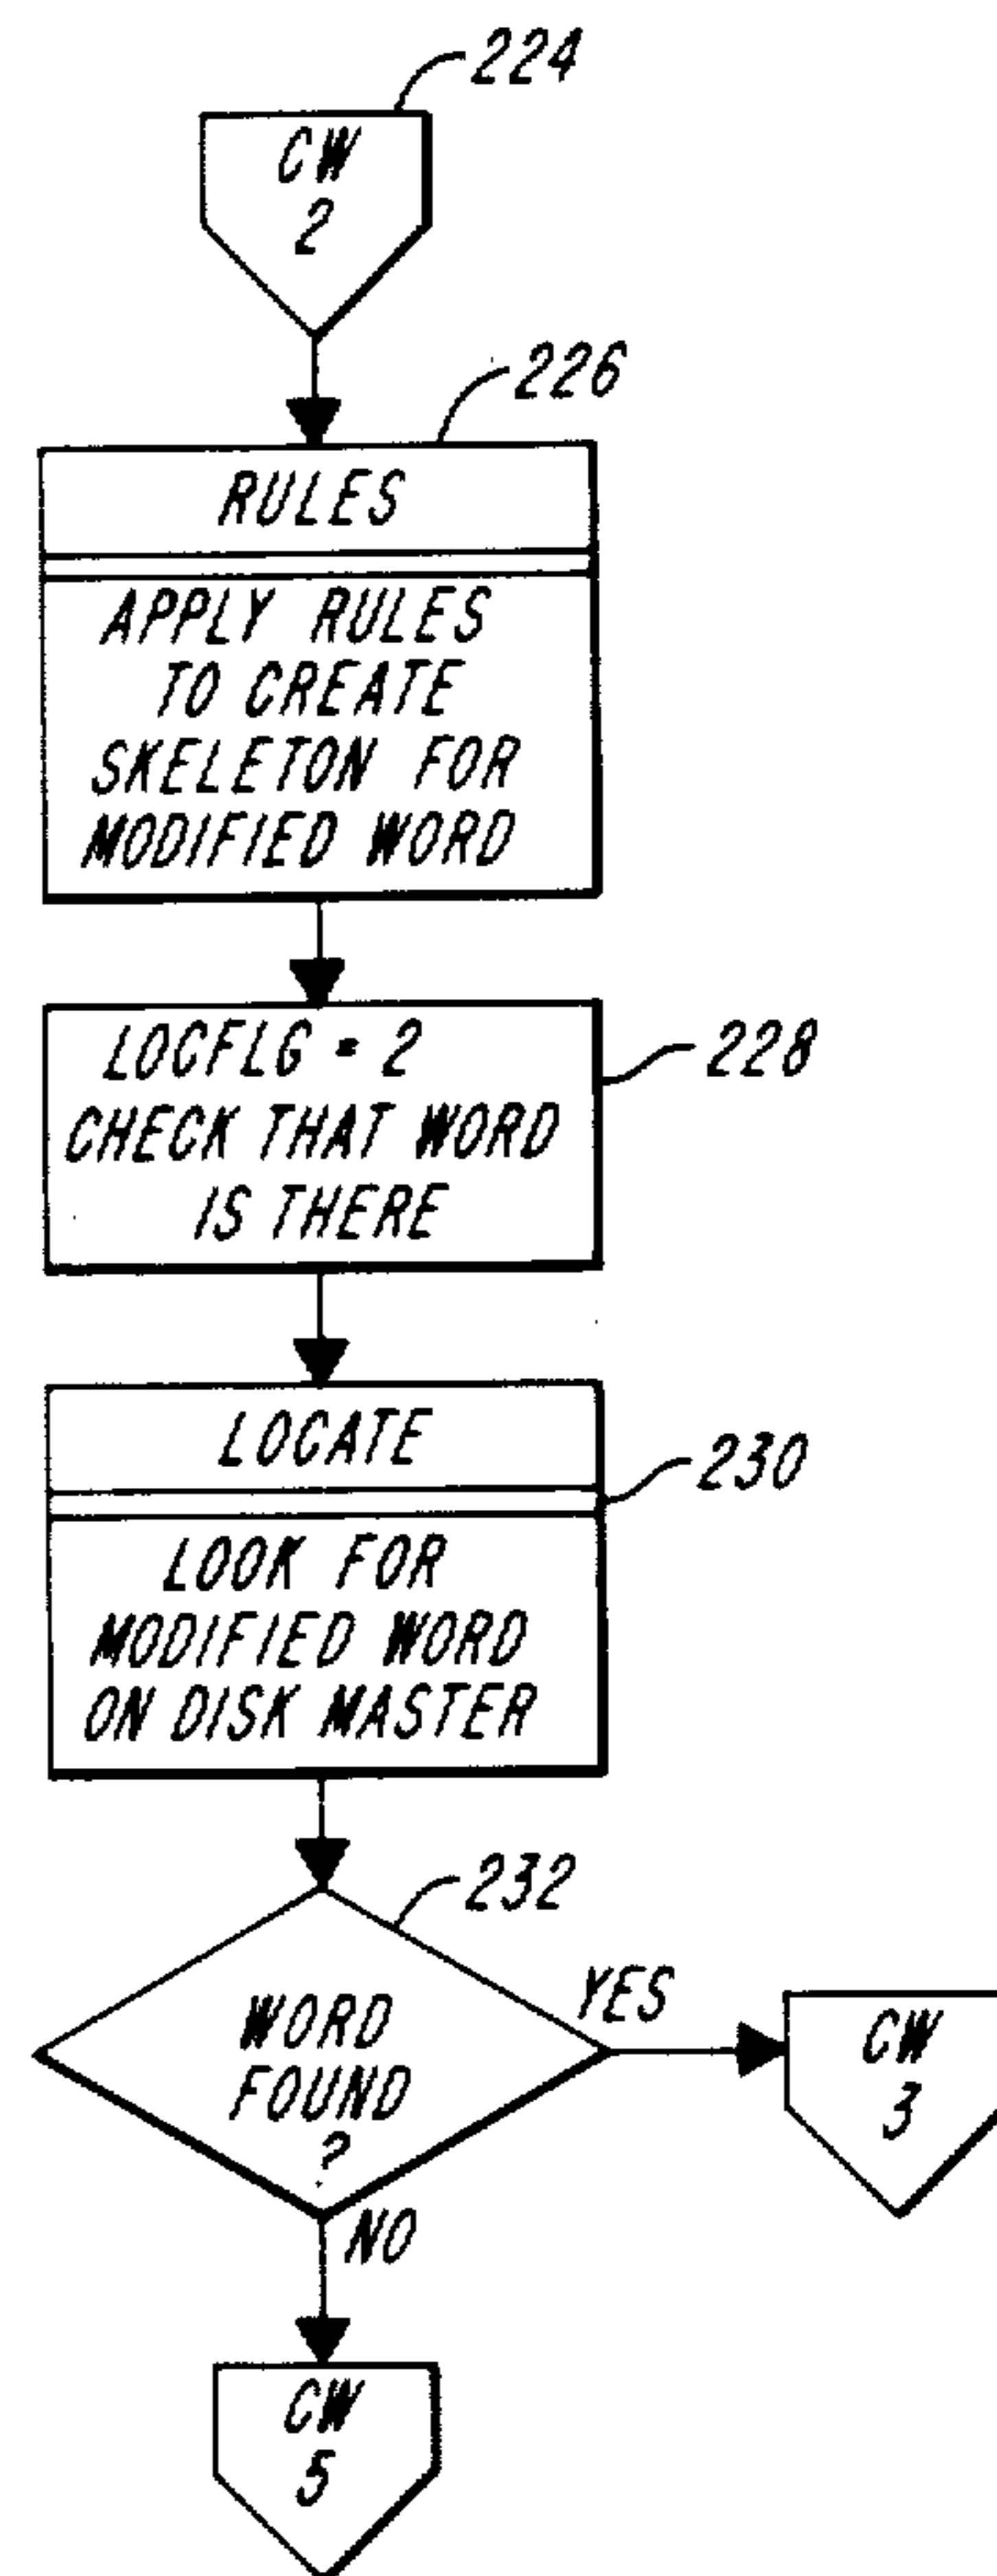 224
CW
2
226
RULES
APPLY RULES
TO CREATE
SKELETON FOR
MODIFIED WORD
LOCFLG = 2
228
CHECK THAT WORD
IS THERE
LOCATE
230
LOOK FOR
MODIFIED WORD
ON DISK MASTER
232
WORD
FOUND
?
YES
CW
3
NO
CW
5